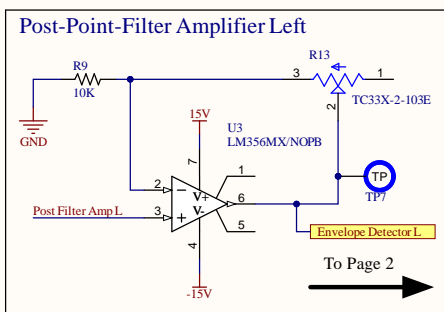 Post-Point-Filter Amplifier Left
R9
10K
GND
R13
3
1
2
TC33X-2-103E
15V
U3
LM356MX/NOPB
7
1
2
V+
6
TP
TP7
Post Filter Amp L
3
V-
5
4
Envelope Detector L
-15V
To Page 2